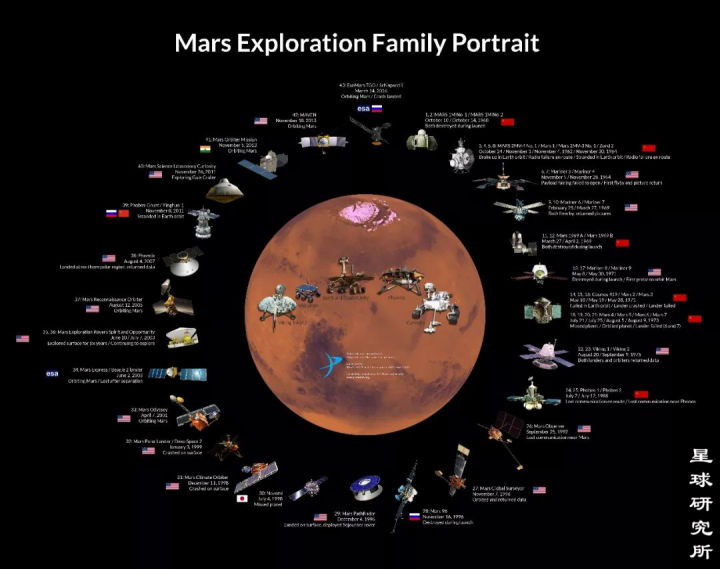 Mars Exploration Family Portrait
43: ExoMars TGO / Schiaparelli
March 14, 2016
Orbiting Mars / Crash landed
esa
1, 2: MARS 1M No. 1 / MARS 1M No. 2
October 10 / October 14, 1960
Both destroyed during launch
3, 4, 5, 8: MARS 2MV-4 No. 1 / Mars 1 / Mars 2MV-3 No. 1 / Zond 2
October 24 / November 1 / November 4, 1962 / November 30, 1964
Broke up in Earth orbit / Radio failure en route / Stranded in Earth orbit / Radio failure en route
6, 7: Mariner 3 / Mariner 4
November 5 / November 28, 1964
Payload fairing failed to open / First flyby and picture return
9, 10: Mariner 6 / Mariner 7
February 25 / March 27, 1969
Both flew by, returned pictures
11, 12: Mars 1969 A / Mars 1969 B
March 27 / April 2, 1969
Both destroyed during launch
13, 17: Mariner 8 / Mariner 9
May 8 / May 30, 1971
Destroyed during launch / First probe to orbit Mars
14, 15, 16: Cosmos 419 / Mars 2 / Mars 3
May 10 / May 19 / May 28, 1971
Failed in Earth orbit / Lander crashed / Lander failed
18, 19, 20, 21: Mars 4 / Mars 5 / Mars 6 / Mars 7
July 21 / July 25 / August 5 / August 9, 1973
Missed planet / Orbited planet / Lander failed (6 and 7)
22, 23: Viking 1 / Viking 2
August 20 / September 9, 1975
Both landers and orbiters returned data
24, 25: Phobos 1 / Phobos 2
July 7 / July 12, 1988
Lost communication en route / Lost communication near Phobos
26: Mars Observer
September 25, 1992
Lost communication near Mars
27: Mars Global Surveyor
November 7, 1996
Orbited and returned data
28: Mars 96
November 16, 1996
Destroyed during launch
29: Mars Pathfinder
December 4, 1996
Landed on surface, deployed Sojourner rover
30: Nozomi
July 4, 1998
Missed planet
31: Mars Climate Orbiter
December 11, 1998
Crashed on surface
32: Mars Polar Lander / Deep Space 2
January 3, 1999
Crashed on surface
33: Mars Odyssey
April 7, 2001
Orbiting Mars
34: Mars Express / Beagle 2 lander
June 2, 2003
Orbiting Mars / Lost after separation
esa
35, 36: Mars Exploration Rovers Spirit and Opportunity
June 10 / July 7, 2003
Explored surface for six years / Continuing to explore
37: Mars Reconnaissance Orbiter
August 12, 2005
Orbiting Mars
38: Phoenix
August 4, 2007
Landed above north polar region, returned data
39: Phobos Grunt / Yinghuo 1
November 8, 2011
Stranded in Earth orbit
40: Mars Science Laboratory Curiosity
November 26, 2011
Exploring Gale Crater
41: Mars Orbiter Mission
November 5, 2013
Orbiting Mars
42: MAVEN
November 18, 2013
Orbiting Mars
Phoenix
Curiosity
星球研究所